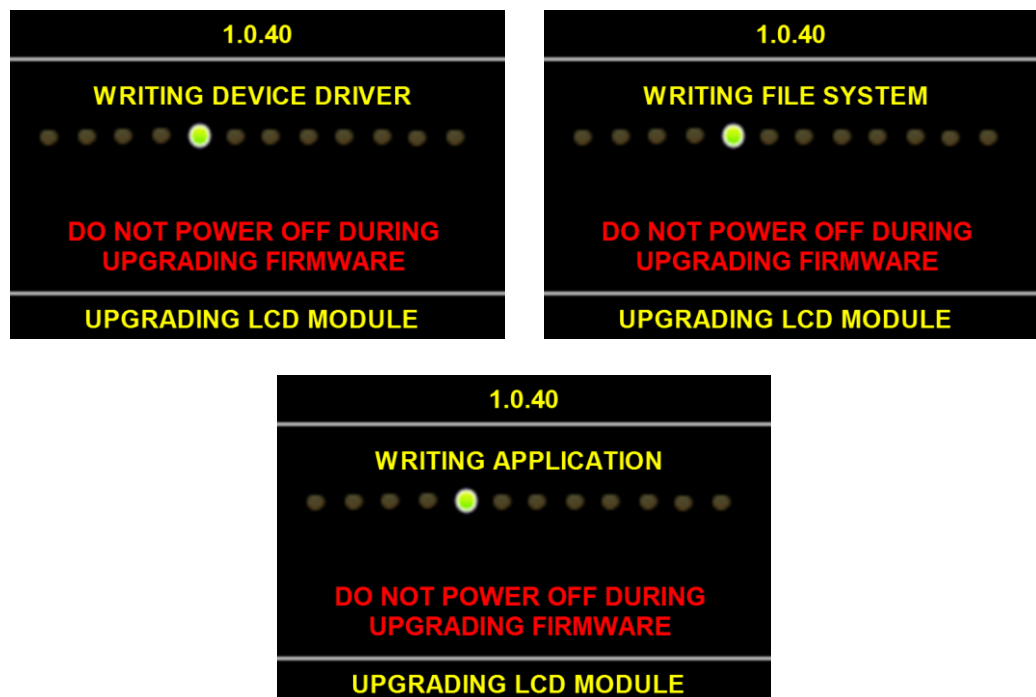 1.0.40
WRITING DEVICE DRIVER
DO NOT POWER OFF DURING
UPGRADING FIRMWARE
UPGRADING LCD MODULE
1.0.40
WRITING FILE SYSTEM
DO NOT POWER OFF DURING
UPGRADING FIRMWARE
UPGRADING LCD MODULE
1.0.40
WRITING APPLICATION
DO NOT POWER OFF DURING
UPGRADING FIRMWARE
UPGRADING LCD MODULE